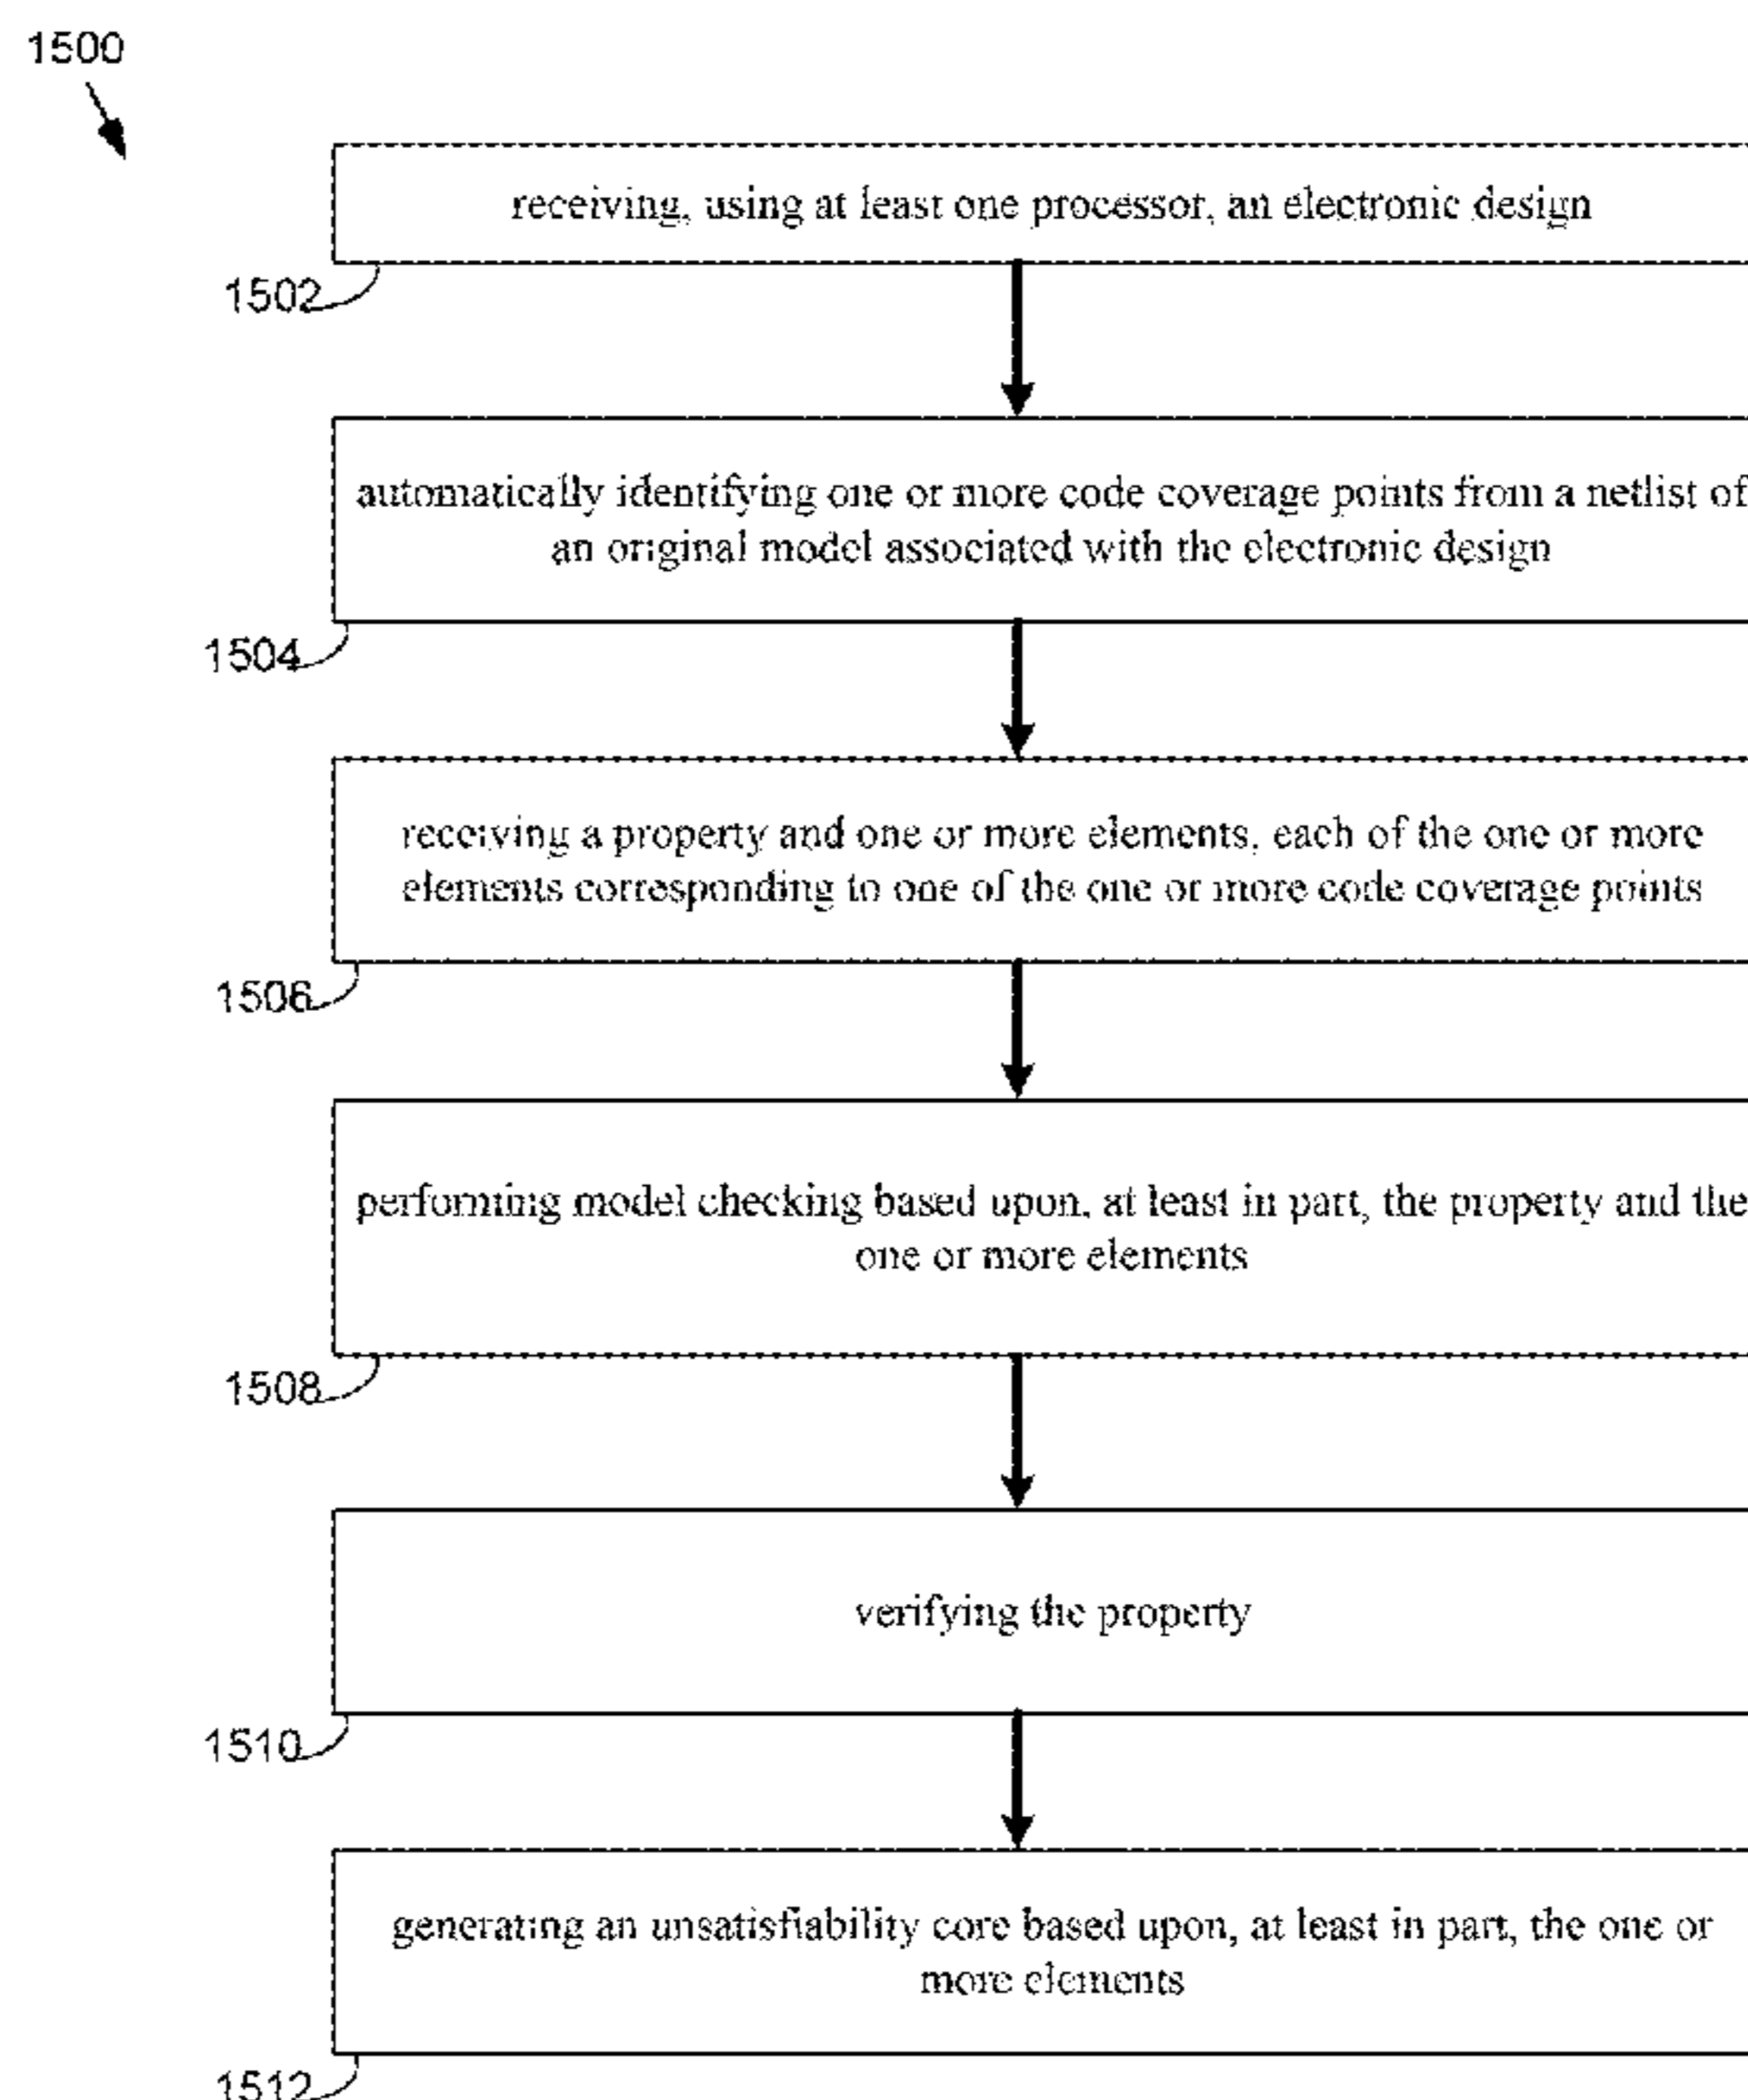 1500
receiving, using at least one processor, an electronic design
1502
automatically identifying one or more code coverage points from a netlist of
an original model associated with the electronic design
1504
receiving a property and one or more elements, each of the one or more
elements corresponding to one of the one or more code coverage points
1506
performing model checking based upon, at least in part, the property and the
one or more elements
1508
verifying the property
1510
generating an unsatisfiability core based upon, at least in part, the one or
more elements
1512